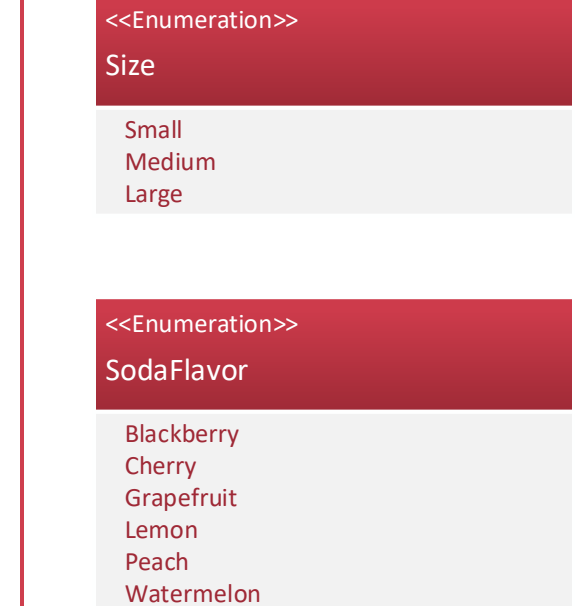 <<Enumeration>>
Size
Small
Medium
Large
<<Enumeration>>
SodaFlavor
Blackberry
Cherry
Grapefruit
Lemon
Peach
Watermelon